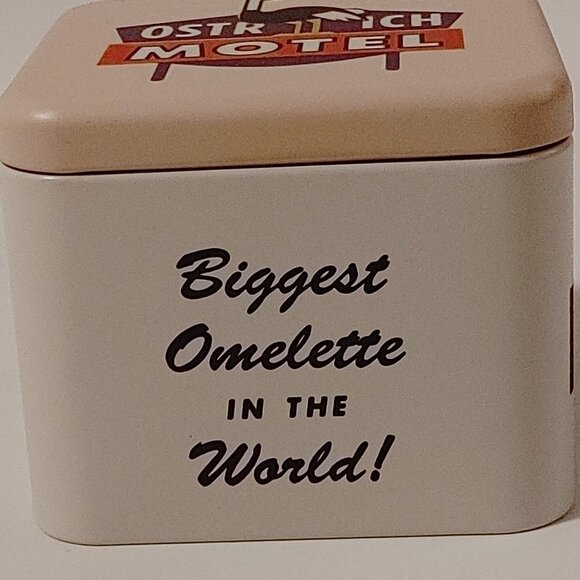 OSTRICH
MOTEL
Biggest
Omelette
IN THE
World!